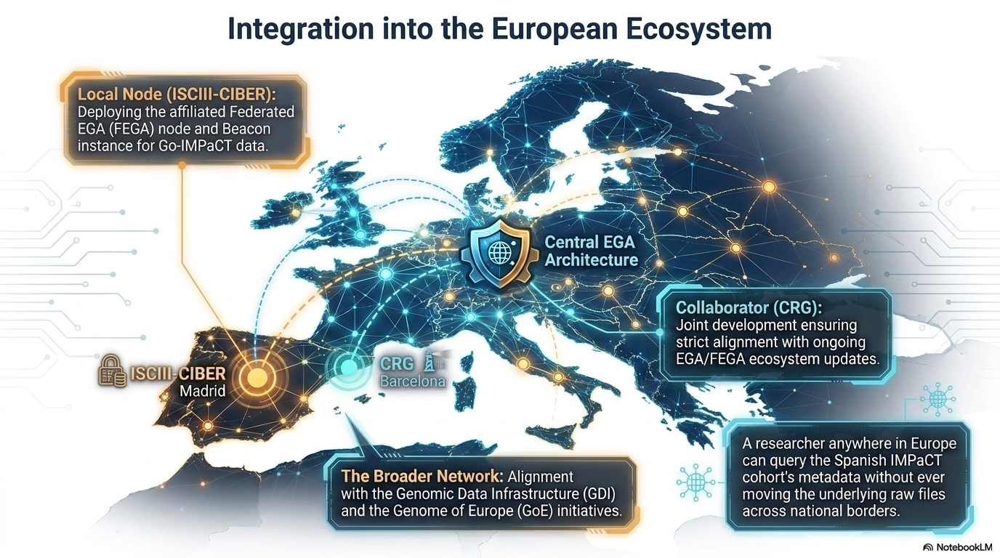 Integration into the European Ecosystem
Local Node (ISCIII-CIBER):
Deploying the affiliated Federated
EGA (FEGA) node and Beacon
instance for Go-IMPaCT data.
Central EGA
Architecture
Collaborator (CRG):
Joint development ensuring
strict alignment with ongoing
EGA/FEGA ecosystem updates.
ISCIII-CIBER
Madrid
CRG
Barcelona
The Broader Network: Alignment
with the Genomic Data Infrastructure (GDI)
and the Genome of Europe (GoE) initiatives.
A researcher anywhere in Europe
can query the Spanish IMPaCT
cohort's metadata without ever
moving the underlying raw files
across national borders.
NotebookLM